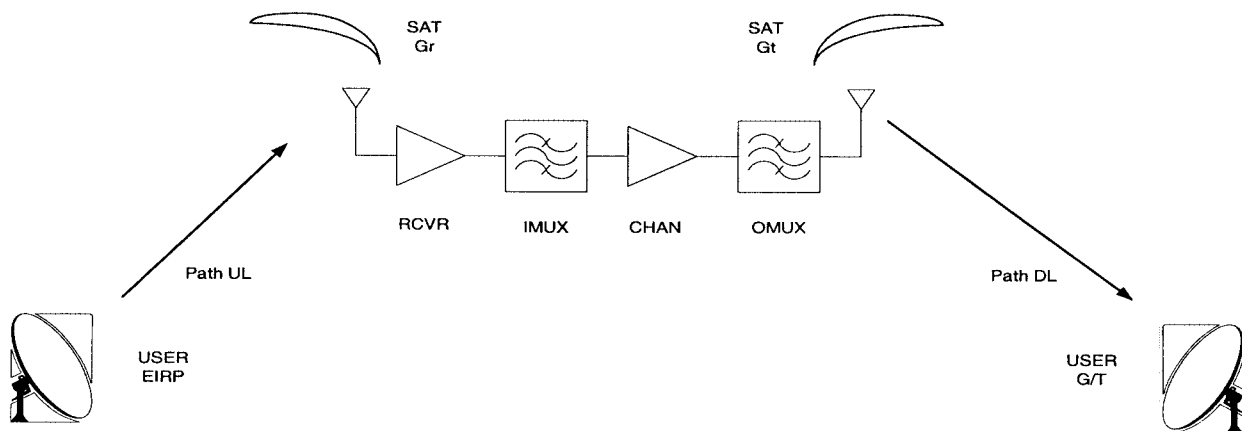 SAT
Gr
SAT
Gt
RCVR
IMUX
CHAN
OMUX
Path UL
Path DL
USER
EIRP
USER
G/T